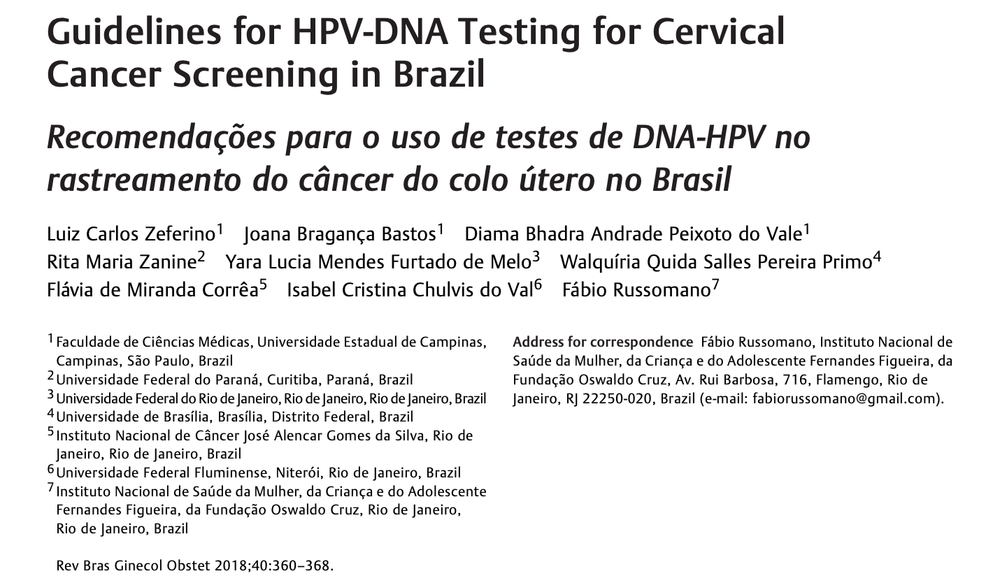 Guidelines for HPV-DNA Testing for Cervical
Cancer Screening in Brazil
Recomendações para o uso de testes de DNA-HPV no
rastreamento do câncer do colo útero no Brasil
Luiz Carlos Zeferino1 Joana Bragança Bastos1 Diama Bhadra Andrade Peixoto do Vale1
Rita Maria Zanine2 Yara Lucia Mendes Furtado de Melo3 Walquíria Quida Salles Pereira Primo4
Flávia de Miranda Corrêa5 Isabel Cristina Chulvis do Val6 Fábio Russomano7
1 Faculdade de Ciências Médicas, Universidade Estadual de Campinas,
Campinas, São Paulo, Brazil
2 Universidade Federal do Paraná, Curitiba, Paraná, Brazil
3 Universidade Federal do Rio de Janeiro, Rio de Janeiro, Rio de Janeiro, Brazil
4 Universidade de Brasília, Brasília, Distrito Federal, Brazil
5 Instituto Nacional de Câncer José Alencar Gomes da Silva, Rio de
Janeiro, Rio de Janeiro, Brazil
6 Universidade Federal Fluminense, Niterói, Rio de Janeiro, Brazil
7 Instituto Nacional de Saúde da Mulher, da Criança e do Adolescente
Fernandes Figueira, da Fundação Oswaldo Cruz, Rio de Janeiro,
Rio de Janeiro, Brazil
Rev Bras Ginecol Obstet 2018;40:360–368.
Address for correspondence Fábio Russomano, Instituto Nacional de
Saúde da Mulher, da Criança e do Adolescente Fernandes Figueira, da
Fundação Oswaldo Cruz, Av. Rui Barbosa, 716, Flamengo, Rio de
Janeiro, RJ 22250-020, Brazil (e-mail: fabiorussomano@gmail.com).